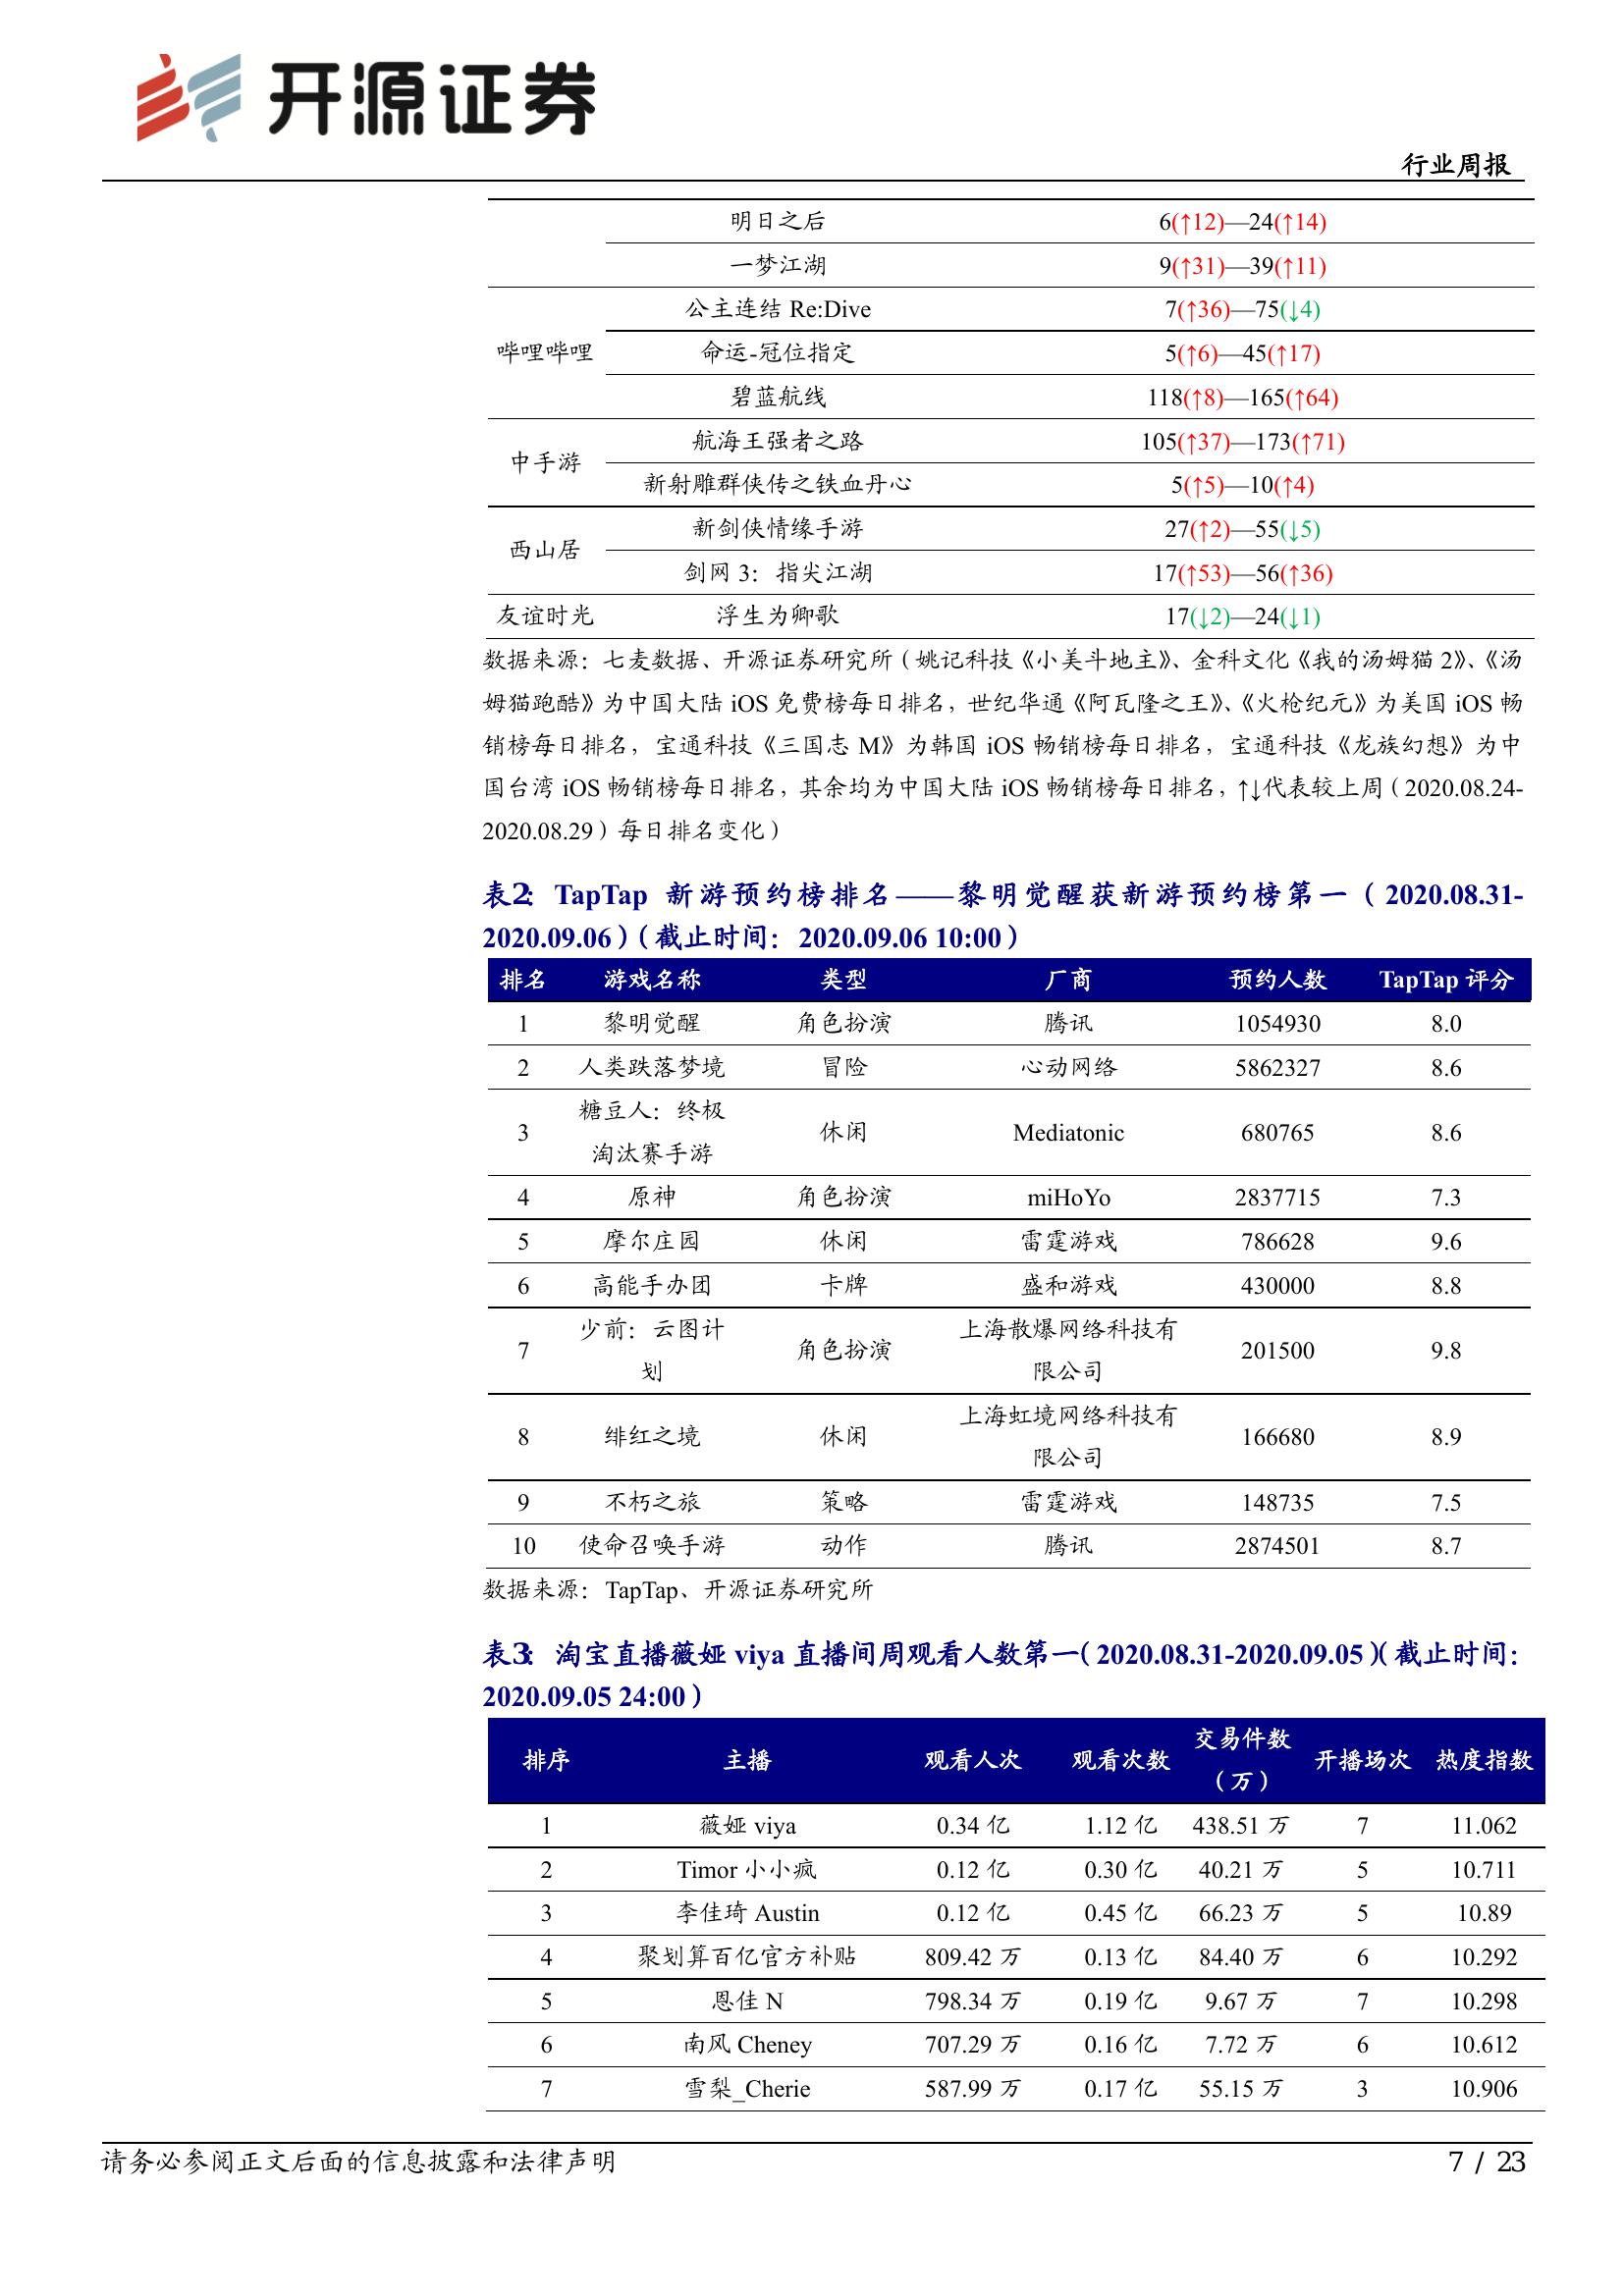 开源证券
行业周报
明日之后 6(↑12)—24(↑14)
一梦江湖 9(↑31)—39(↑11)
哔哩哔哩 公主连结 Re:Dive 7(↑36)—75(↓4)
命运-冠位指定 5(↑6)—45(↑17)
碧蓝航线 118(↑8)—165(↑64)
中手游 航海王强者之路 105(↑37)—173(↑71)
新射雕群侠传之铁血丹心 5(↑5)—10(↑4)
西山居 新剑侠情缘手游 27(↑2)—55(↓5)
剑网 3：指尖江湖 17(↑53)—56(↑36)
友谊时光 浮生为卿歌 17(↓2)—24(↓1)
数据来源：七麦数据、开源证券研究所（姚记科技《小美斗地主》、金科文化《我的汤姆猫 2》、《汤
姆猫跑酷》为中国大陆 iOS 免费榜每日排名，世纪华通《阿瓦隆之王》、《火枪纪元》为美国 iOS 畅
销榜每日排名，宝通科技《三国志 M》为韩国 iOS 畅销榜每日排名，宝通科技《龙族幻想》为中
国台湾 iOS 畅销榜每日排名，其余均为中国大陆 iOS 畅销榜每日排名，↑↓代表较上周（2020.08.24-
2020.08.29）每日排名变化）
表2：TapTap 新游预约榜排名——黎明觉醒获新游预约榜第一（2020.08.31-
2020.09.06）（截止时间：2020.09.06 10:00）
排名 游戏名称 类型 厂商 预约人数 TapTap 评分
1 黎明觉醒 角色扮演 腾讯 1054930 8.0
2 人类跌落梦境 冒险 心动网络 5862327 8.6
糖豆人：终极
3 休闲 Mediatonic 680765 8.6
淘汰赛手游
4 原神 角色扮演 miHoYo 2837715 7.3
5 摩尔庄园 休闲 雷霆游戏 786628 9.6
6 高能手办团 卡牌 盛和游戏 430000 8.8
少前：云图计 上海散爆网络科技有
7 角色扮演 201500 9.8
划 限公司
上海虹境网络科技有
8 绯红之境 休闲 166680 8.9
限公司
9 不朽之旅 策略 雷霆游戏 148735 7.5
10 使命召唤手游 动作 腾讯 2874501 8.7
数据来源：TapTap、开源证券研究所
表3：淘宝直播薇娅 viya 直播间周观看人数第一（2020.08.31-2020.09.05）（截止时间：
2020.09.05 24:00）
交易件数
排序 主播 观看人次 观看次数 开播场次 热度指数
（万）
1 薇娅 viya 0.34 亿 1.12 亿 438.51 万 7 11.062
2 Timor 小小疯 0.12 亿 0.30 亿 40.21 万 5 10.711
3 李佳琦 Austin 0.12 亿 0.45 亿 66.23 万 5 10.89
4 聚划算百亿官方补贴 809.42 万 0.13 亿 84.40 万 6 10.292
5 恩佳 N 798.34 万 0.19 亿 9.67 万 7 10.298
6 南风 Cheney 707.29 万 0.16 亿 7.72 万 6 10.612
7 雪梨_Cherie 587.99 万 0.17 亿 55.15 万 3 10.906
请务必参阅正文后面的信息披露和法律声明 7 / 23